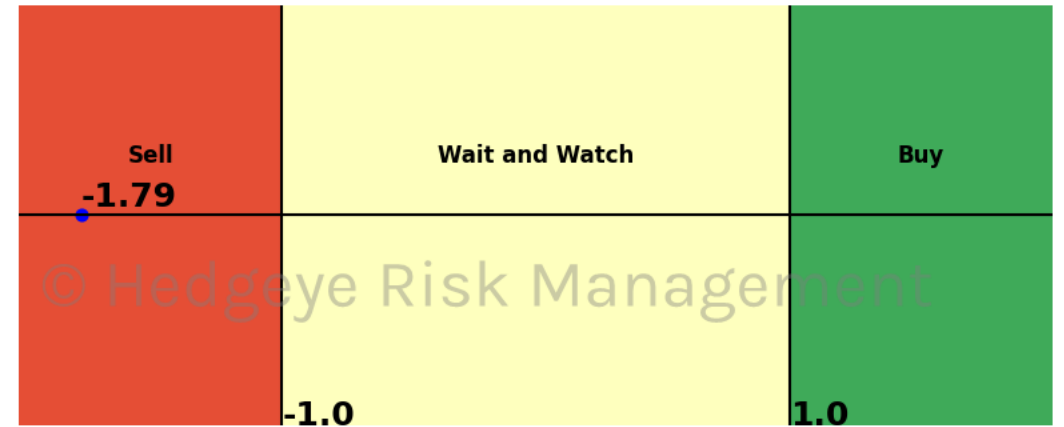 Sell
Wait and Watch
Buy
-1.79
© Hedgeye Risk Management
-1.0
1.0